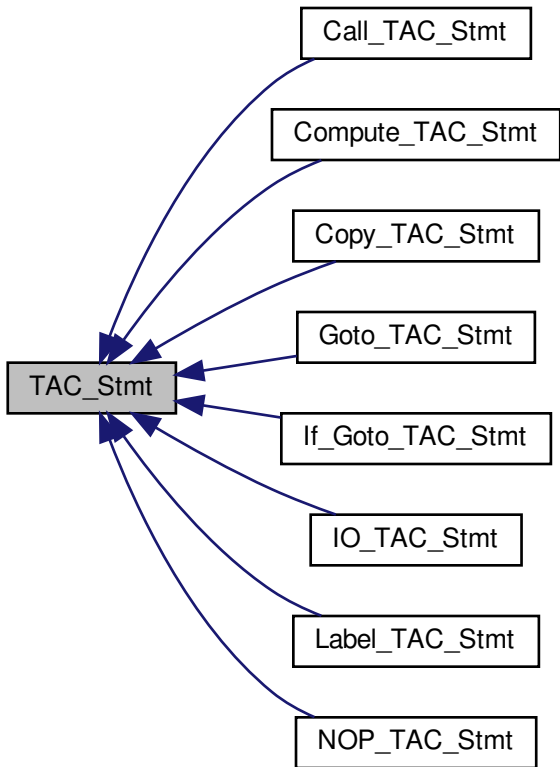 Call_TAC_Stmt
Compute_TAC_Stmt
Copy_TAC_Stmt
Goto_TAC_Stmt
TAC_Stmt
If_Goto_TAC_Stmt
IO_TAC_Stmt
Label_TAC_Stmt
NOP_TAC_Stmt